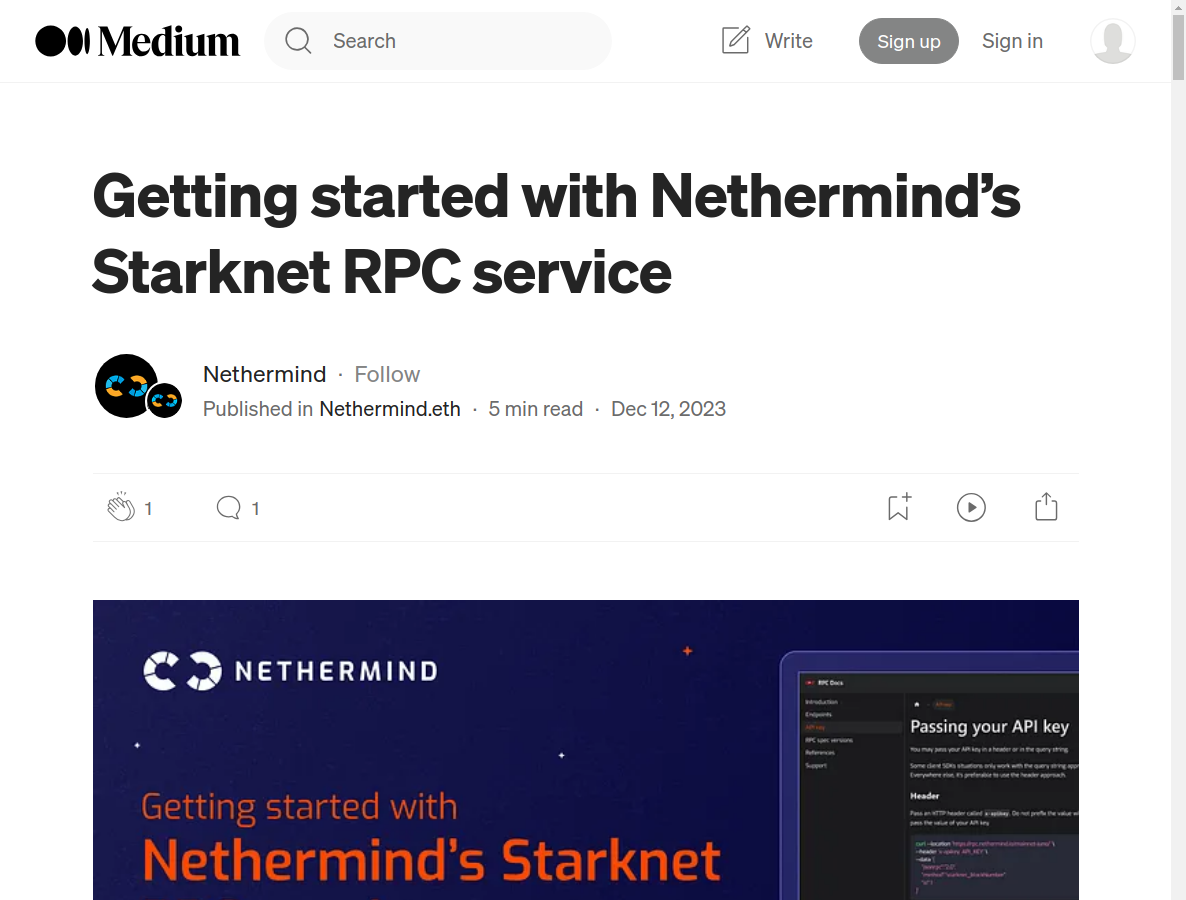 Medium
Search
Write
Sign up
Sign in
Getting started with Nethermind’s
Starknet RPC service
Nethermind · Follow
Published in Nethermind.eth · 5 min read · Dec 12, 2023
1
1
NETHERMIND
Getting started with
Nethermind’s Starknet
RPC Docs
Introduction
Endpoints
API key
RPC spec versions
References
Support
API key
Passing your API key
You may pass your API key in a header or in the query string.
Some client SDKs situations only work with the query string
Everywhere else, it's preferable to use the header approach.
Header
Pass an HTTP header called x-apikey. Do not prefix the value
pass the value of your API key.